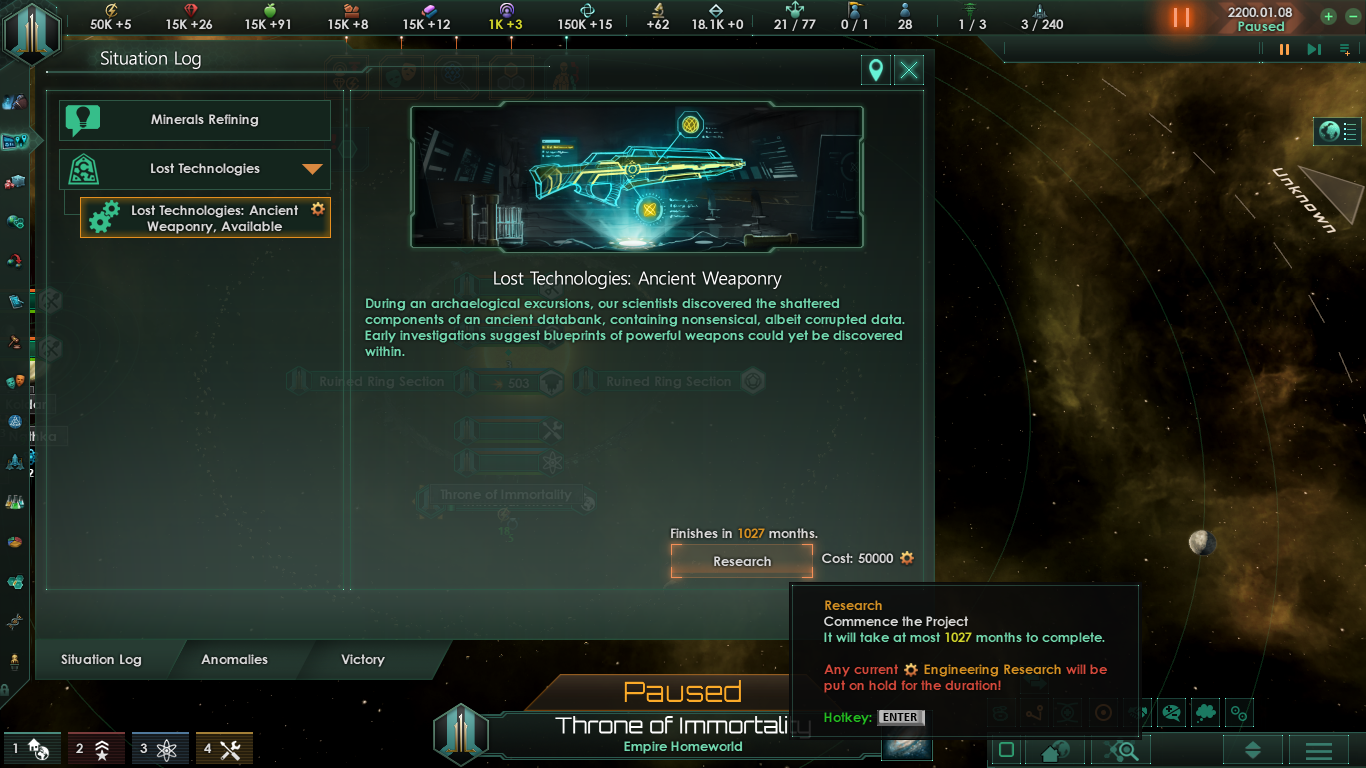 50K +5
15K +26
15K +91
15K +8
15K +12
1K +3
150K +15
+62
18.1K +0
21 / 77
0 / 1
28
1 / 3
3 / 240
2200.01.08
Paused
Situation Log
Minerals Refining
Lost Technologies
Lost Technologies: Ancient
Weaponry, Available
Lost Technologies: Ancient Weaponry
During an archaelogical excursions, our scientists discovered the shattered
components of an ancient databank, containing nonsensical, albeit corrupted data.
Early investigations suggest blueprints of powerful weapons could yet be discovered
within.
Unknown
Ruined Ring Section
503
Ruined Ring Section
Throne of Immortality
Finishes in 1027 months.
Research
Cost: 50000
Research
Commence the Project
It will take at most 1027 months to complete.
Any current Engineering Research will be
put on hold for the duration!
Hotkey: ENTER
Situation Log
Anomalies
Victory
Paused
Throne of Immortality
Empire Homeworld
1
2
3
4